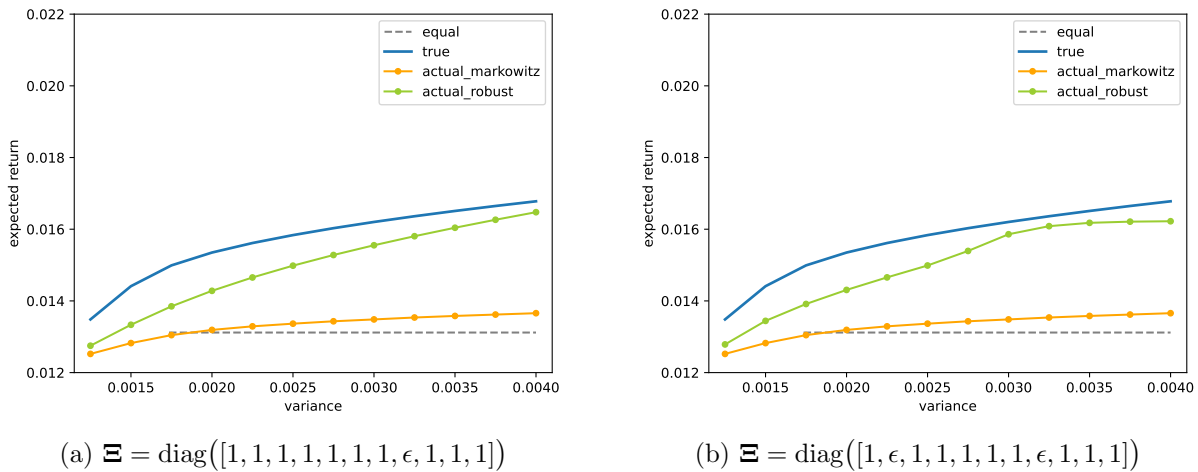 0.022
0.020
0.018
0.016
0.014
0.012
expected return
equal
true
actual_markowitz
actual_robust
0.0015 0.0020 0.0025 0.0030 0.0035 0.0040
variance
(a) Ξ = diag([1, 1, 1, 1, 1, 1, 1, ϵ, 1, 1, 1])
0.022
0.020
0.018
0.016
0.014
0.012
expected return
equal
true
actual_markowitz
actual_robust
0.0015 0.0020 0.0025 0.0030 0.0035 0.0040
variance
(b) Ξ = diag([1, ϵ, 1, 1, 1, 1, 1, ϵ, 1, 1, 1])